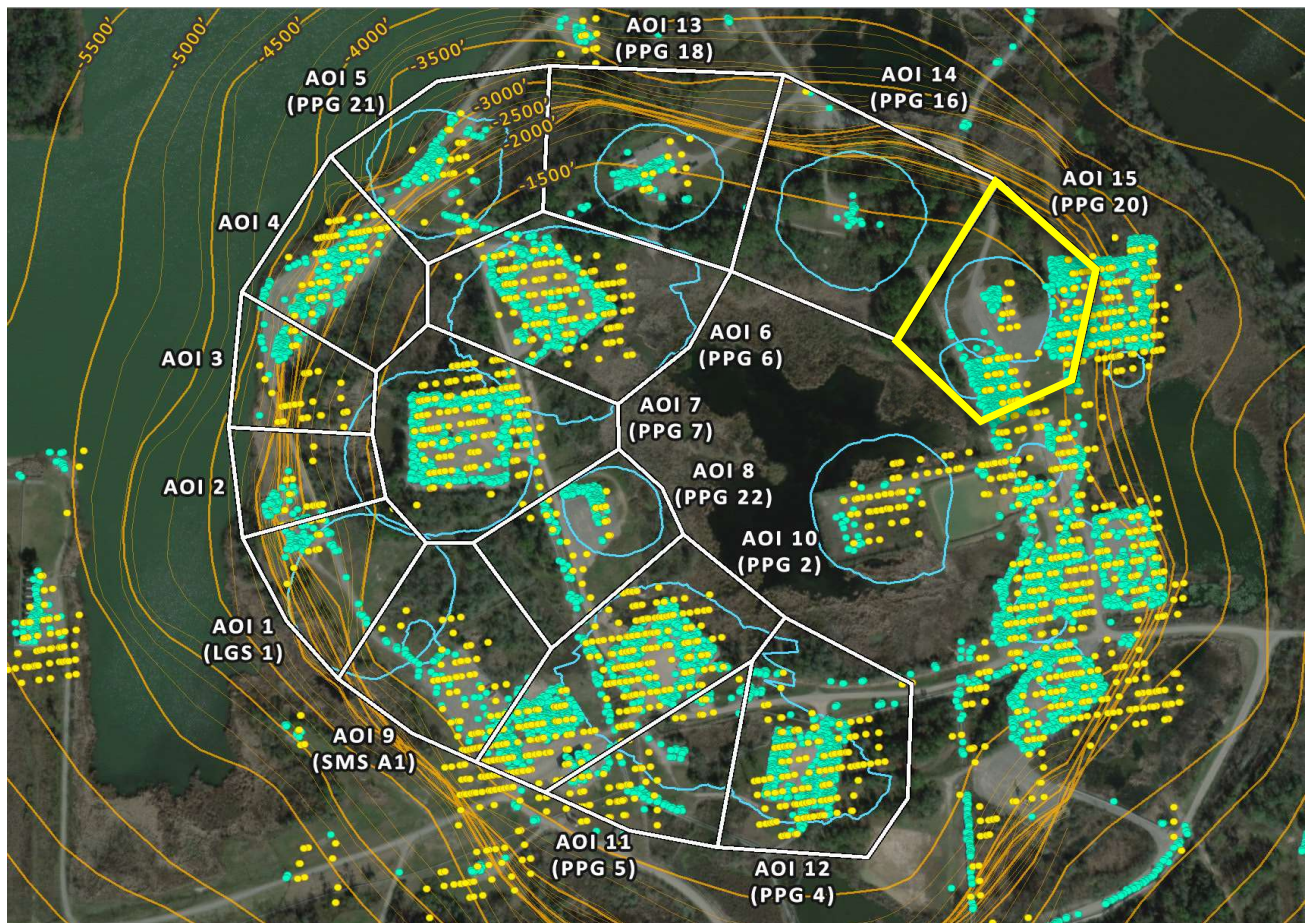 -5500'
-5000'
-4500'
-4000'
-3500'
-3000'
-2500'
-2000'
-1500'
AOI 13
(PPG 18)
AOI 5
(PPG 21)
AOI 14
(PPG 16)
AOI 15
(PPG 20)
AOI 4
AOI 3
AOI 6
(PPG 6)
AOI 7
(PPG 7)
AOI 2
AOI 8
(PPG 22)
AOI 10
(PPG 2)
AOI 1
(LGS 1)
AOI 9
(SMS A1)
AOI 11
(PPG 5)
AOI 12
(PPG 4)